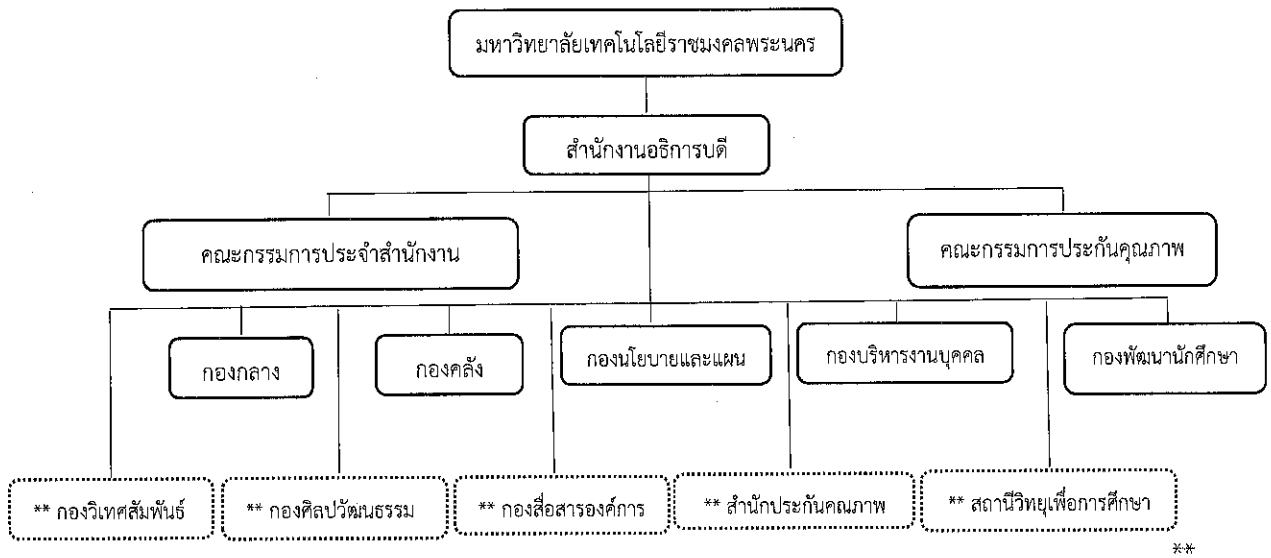 มหาวิทยาลัยเทคโนโลยีราชมงคลพระนคร
สำนักงานอธิการบดี
คณะกรรมการประจำสำนักงาน
คณะกรรมการประกันคุณภาพ
กองกลาง
กองคลัง
กองนโยบายและแผน
กองบริหารงานบุคคล
กองพัฒนานักศึกษา
** กองวิเทศสัมพันธ์
** กองศิลปวัฒนธรรม
** กองสื่อสารองค์การ
** สำนักประกันคุณภาพ
** สถานีวิทยุเพื่อการศึกษา
**